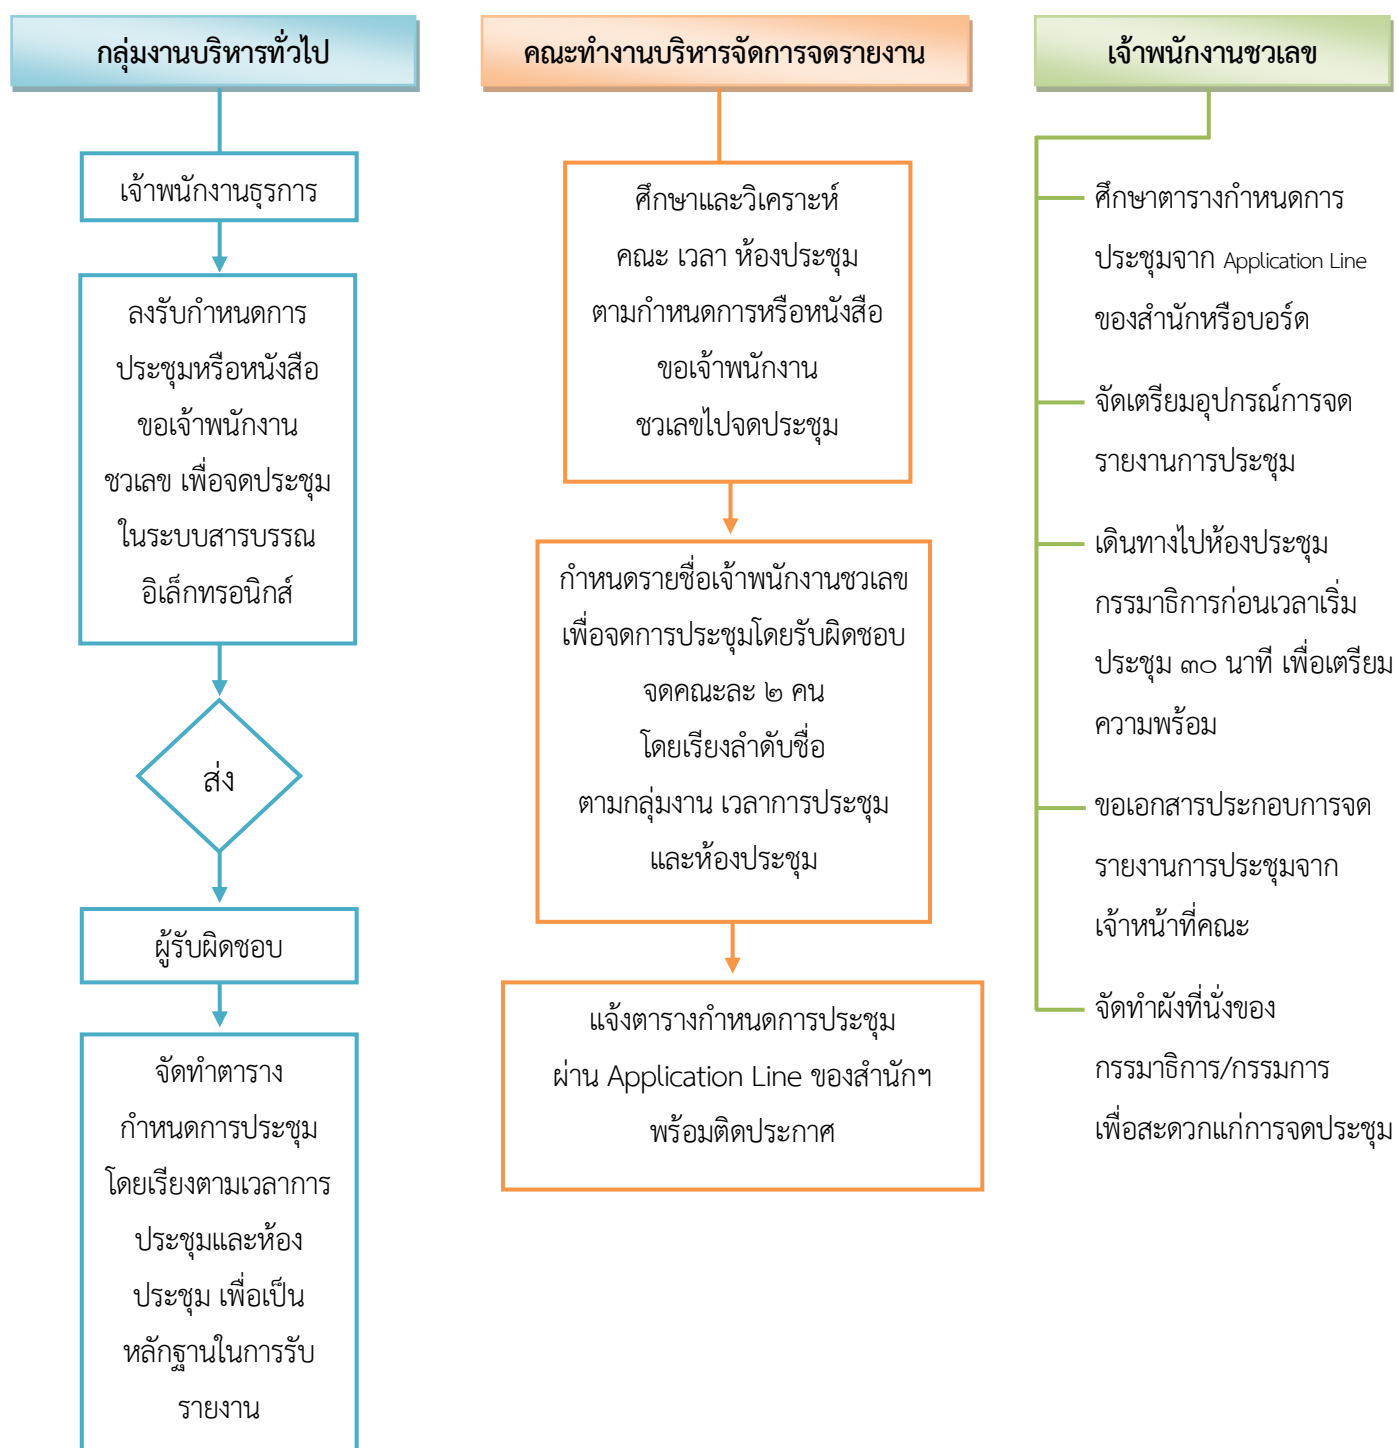 กลุ่มงานบริหารทั่วไป
เจ้าพนักงานธุรการ
ลงรับกำหนดการ
ประชุมหรือหนังสือ
ขอเจ้าพนักงาน
ชวเลข เพื่อจดประชุม
ในระบบสารบรรณ
อิเล็กทรอนิกส์
ส่ง
ผู้รับผิดชอบ
จัดทำตาราง
กำหนดการประชุม
โดยเรียงตามเวลาการ
ประชุมและห้อง
ประชุม เพื่อเป็น
หลักฐานในการรับ
รายงาน
คณะทำงานบริหารจัดการจดรายงาน
ศึกษาและวิเคราะห์
คณะ เวลา ห้องประชุม
ตามกำหนดการหรือหนังสือ
ขอเจ้าพนักงาน
ชวเลขไปจดประชุม
กำหนดรายชื่อเจ้าพนักงานชวเลข
เพื่อจดการประชุมโดยรับผิดชอบ
จดคณะละ ๒ คน
โดยเรียงลำดับชื่อ
ตามกลุ่มงาน เวลาการประชุม
และห้องประชุม
แจ้งตารางกำหนดการประชุม
ผ่าน Application Line ของสำนักฯ
พร้อมติดประกาศ
เจ้าพนักงานชวเลข
ศึกษาตารางกำหนดการ
ประชุมจาก Application Line
ของสำนักหรือบอร์ด
จัดเตรียมอุปกรณ์การจด
รายงานการประชุม
เดินทางไปห้องประชุม
กรรมาธิการก่อนเวลาเริ่ม
ประชุม ๓๐ นาที เพื่อเตรียม
ความพร้อม
ขอเอกสารประกอบการจด
รายงานการประชุมจาก
เจ้าหน้าที่คณะ
จัดทำผังที่นั่งของ
กรรมาธิการ/กรรมการ
เพื่อสะดวกแก่การจดประชุม